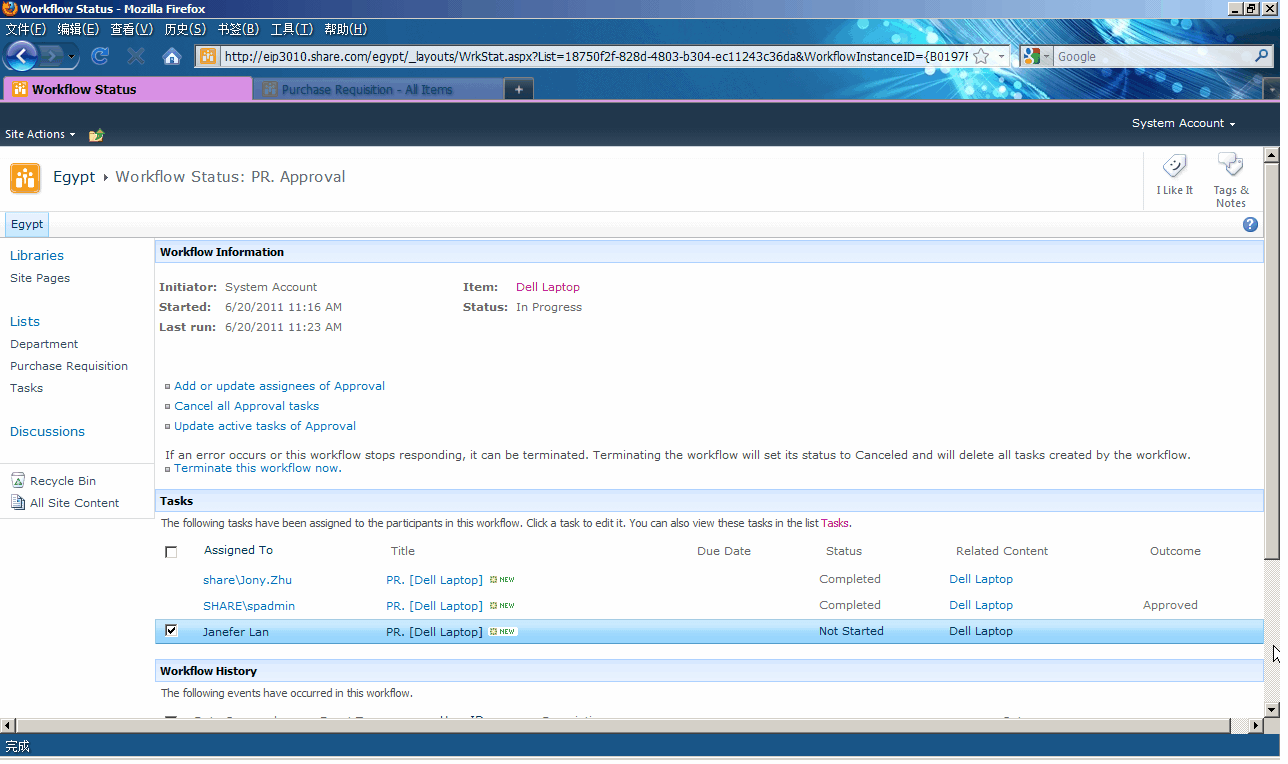 Workflow Status - Mozilla Firefox
文件(F) 编辑(E) 查看(V) 历史(S) 书签(B) 工具(T) 帮助(H)
http://eip3010.share.com/egypt/_layouts/WrkStat.aspx?List=18750f2f-828d-4803-b304-ec11243c36da&WorkflowInstanceID={B0197F Google
Workflow Status Purchase Requisition - All Items +
System Account
Site Actions
Egypt Workflow Status: PR. Approval
I Like It Tags & Notes
Egypt
Libraries
Site Pages
Lists
Department
Purchase Requisition
Tasks
Discussions
Recycle Bin
All Site Content
Workflow Information
Initiator: System Account Item: Dell Laptop
Started: 6/20/2011 11:16 AM Status: In Progress
Last run: 6/20/2011 11:23 AM
Add or update assignees of Approval
Cancel all Approval tasks
Update active tasks of Approval
If an error occurs or this workflow stops responding, it can be terminated. Terminating the workflow will set its status to Canceled and will delete all tasks created by the workflow.
Terminate this workflow now.
Tasks
The following tasks have been assigned to the participants in this workflow. Click a task to edit it. You can also view these tasks in the list Tasks.
Assigned To Title Due Date Status Related Content Outcome
share\Jony.Zhu PR. [Dell Laptop] NEW Completed Dell Laptop
SHARE\spadmin PR. [Dell Laptop] NEW Completed Dell Laptop Approved
Janefer Lan PR. [Dell Laptop] NEW Not Started Dell Laptop
Workflow History
The following events have occurred in this workflow.
完成